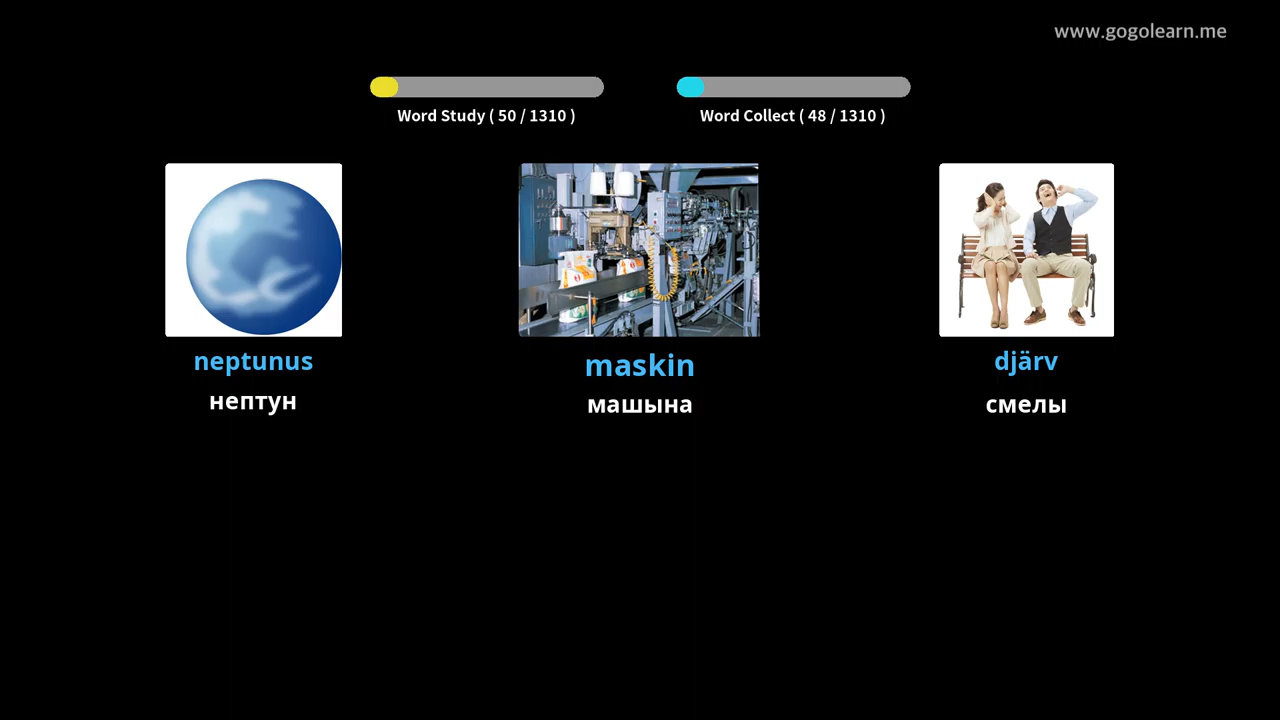 www.gogolearn.me
Word Study ( 50 / 1310 )
Word Collect ( 48 / 1310 )
neptunus
нептун
maskin
машына
djärv
смелы